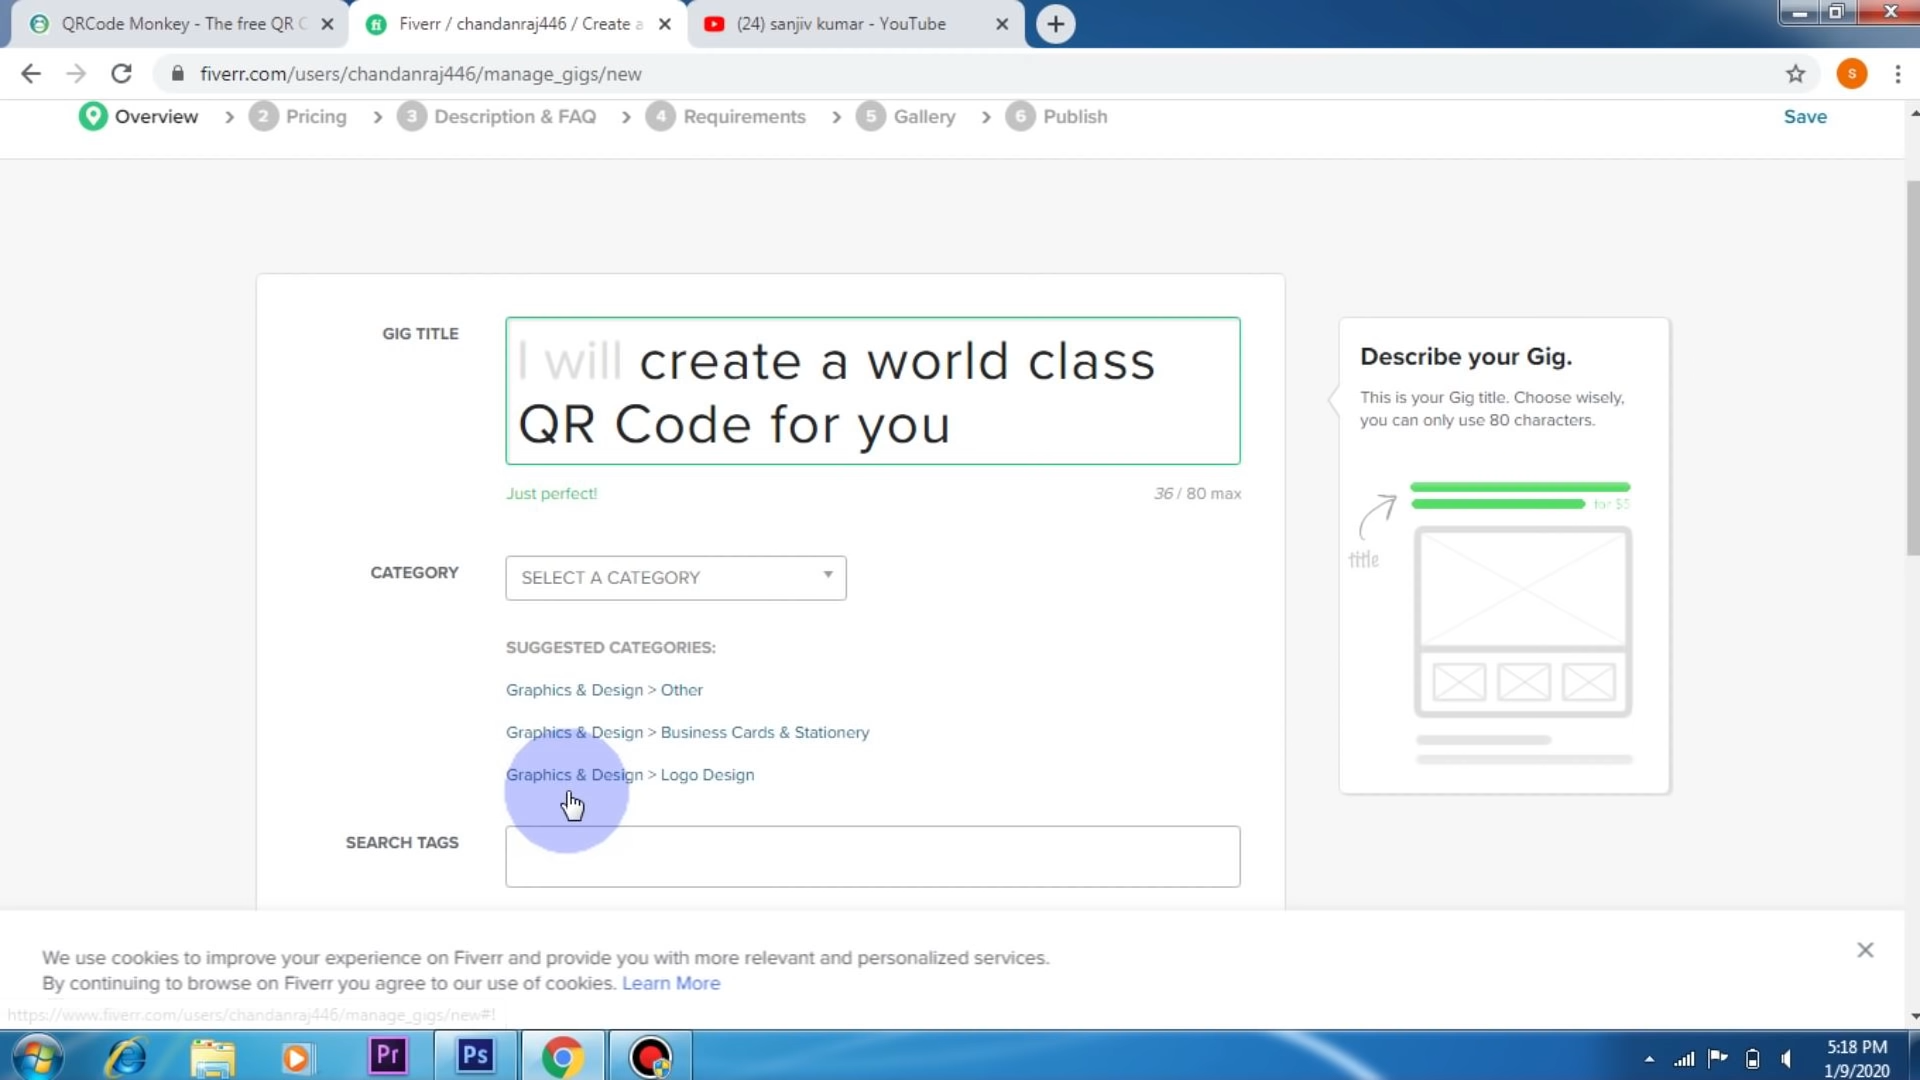 QRCode Monkey - The free QR C
Fiverr / chandanraj446 / Create a
(24) sanjiv kumar - YouTube
fiverr.com/users/chandanraj446/manage_gigs/new
S
Overview > 2 Pricing > 3 Description & FAQ > 4 Requirements > 5 Gallery > 6 Publish
Save
GIG TITLE
I will create a world class
QR Code for you
Just perfect!
36 / 80 max
CATEGORY
SELECT A CATEGORY
SUGGESTED CATEGORIES:
Graphics & Design > Other
Graphics & Design > Business Cards & Stationery
Graphics & Design > Logo Design
SEARCH TAGS
Describe your Gig.
This is your Gig title. Choose wisely,
you can only use 80 characters.
for $5
title
We use cookies to improve your experience on Fiverr and provide you with more relevant and personalized services.
By continuing to browse on Fiverr you agree to our use of cookies. Learn More
https://www.fiverr.com/users/chandanraj446/manage_gigs/new#!
Pr
Ps
5:18 PM
1/9/2020